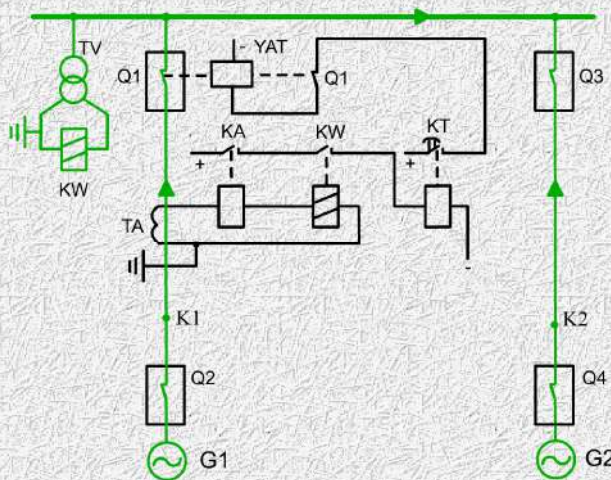 TV
Q1
- YAT
Q1
Q3
KA
KW
KT
+
+
KW
TA
-
K1
K2
Q2
Q4
G1
G2